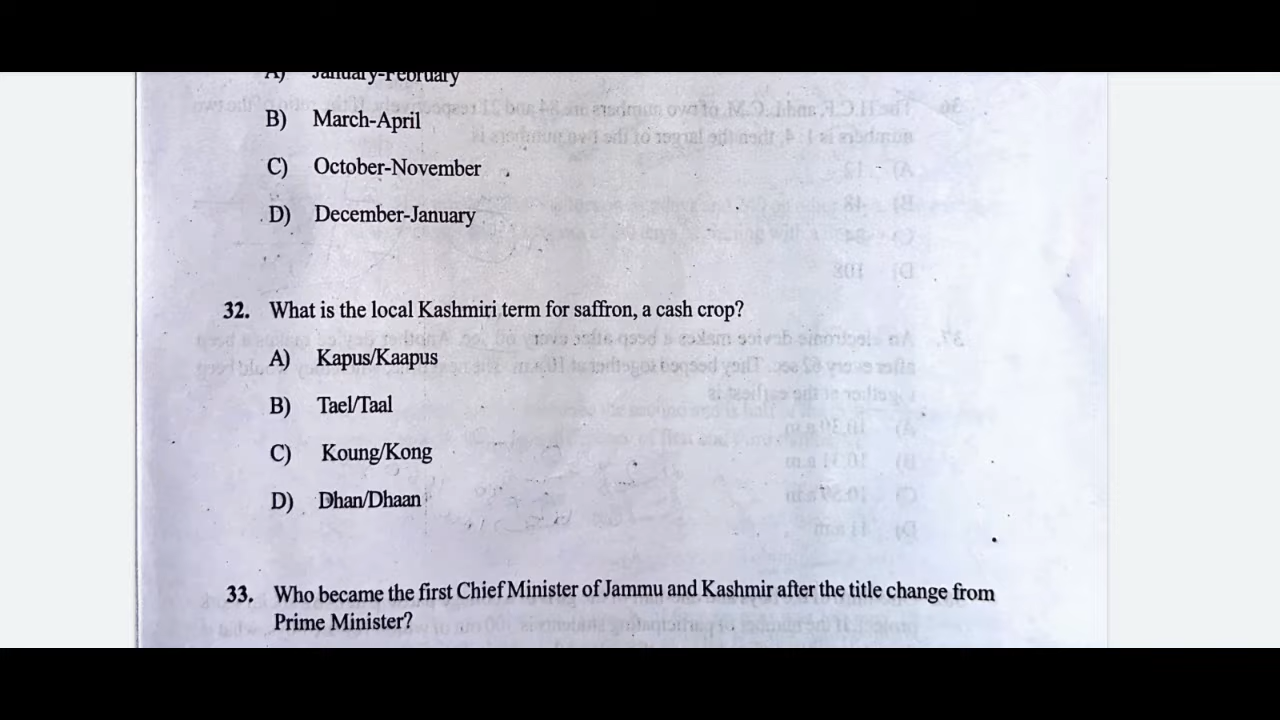 A) January-February
B) March-April
C) October-November
D) December-January
32. What is the local Kashmiri term for saffron, a cash crop?
A) Kapus/Kaapus
B) Tael/Taal
C) Koung/Kong
D) Dhan/Dhaan
33. Who became the first Chief Minister of Jammu and Kashmir after the title change from
Prime Minister?